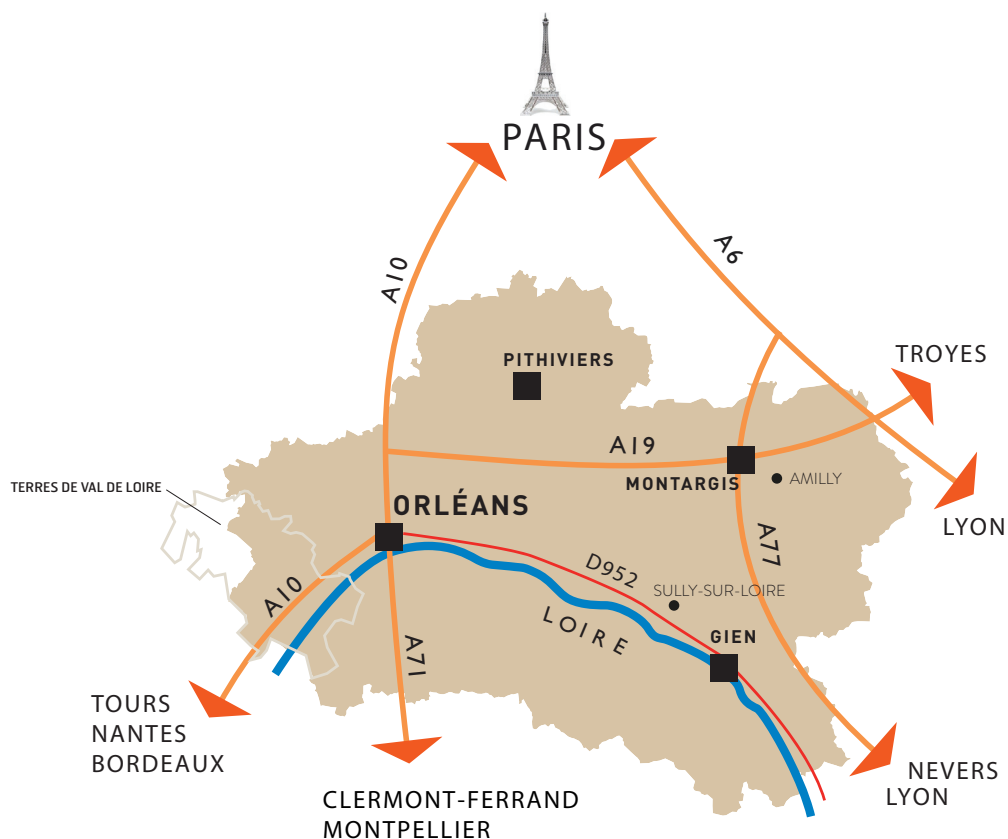 PARIS
A10
A6
TROYES
PITHIVIERS
A19
MONTARGIS
AMILLY
TERRES DE VAL DE LOIRE
ORLÉANS
LYON
A77
D952
A10
SULLY-SUR-LOIRE
LOIRE
GIEN
A71
TOURS
NANTES
BORDEAUX
NEVERS
LYON
CLERMONT-FERRAND
MONTPELLIER